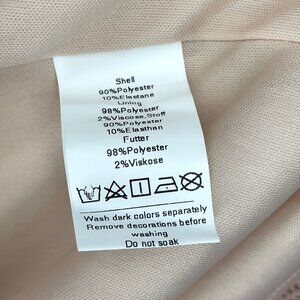 Shell
90%Polyester
10%Elastane
Lining
98%Polyester
2%Viscose,Stoff
90%Polyester
10%Elasthan
Futter
98%Polyester
2%Viskose
Wash dark colors separately
Remove decorations before
washing
Do not soak